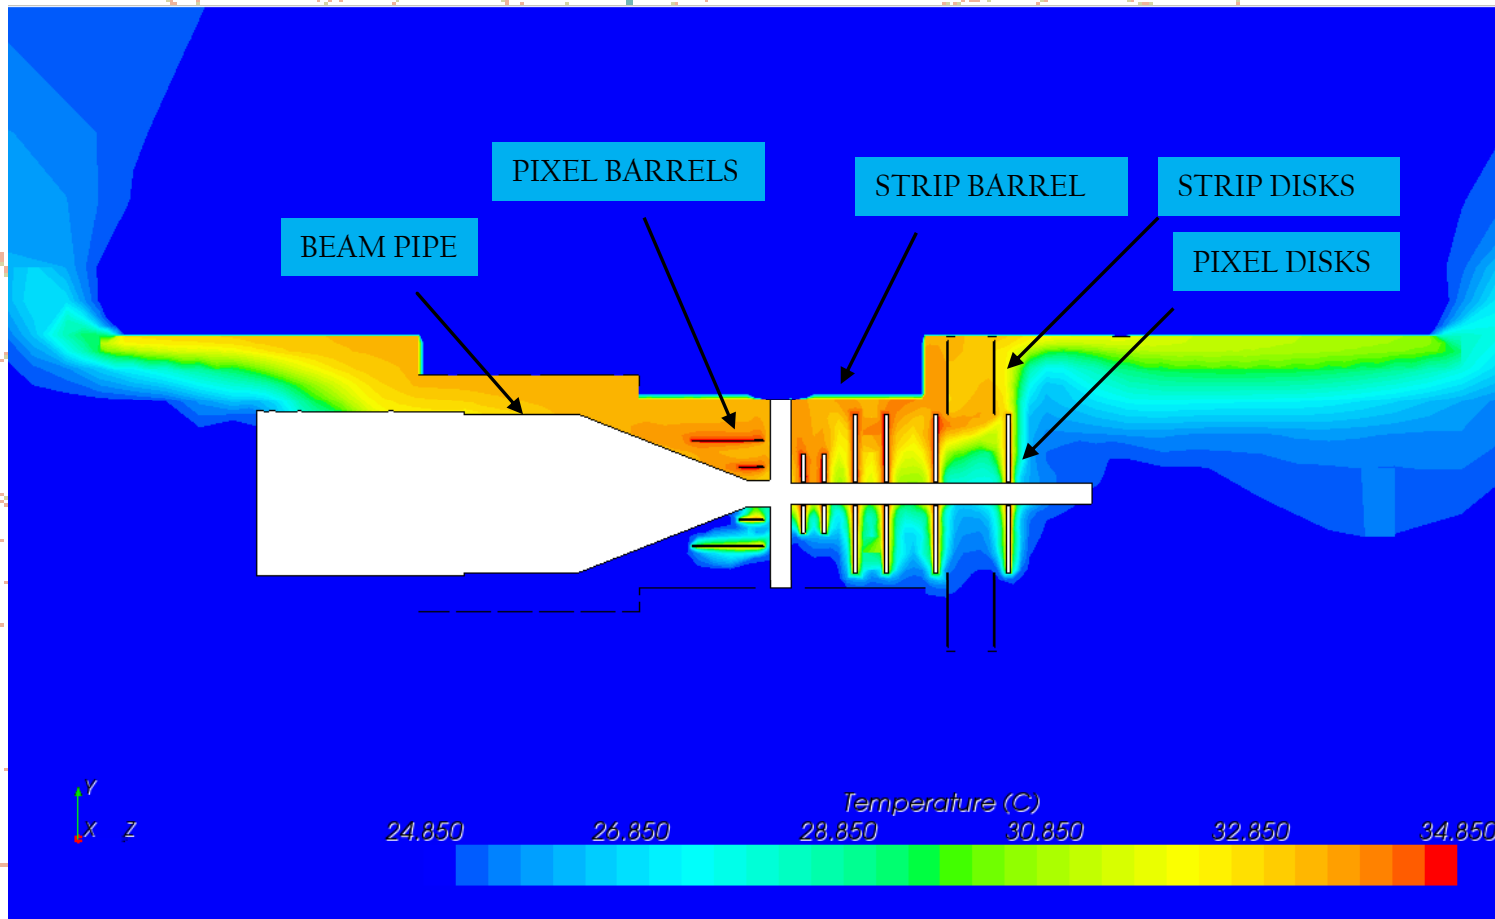 PIXEL BARRELS
STRIP BARREL
STRIP DISKS
BEAM PIPE
PIXEL DISKS
Y
X Z
Temperature (C)
24.850 26.850 28.850 30.850 32.850 34.850